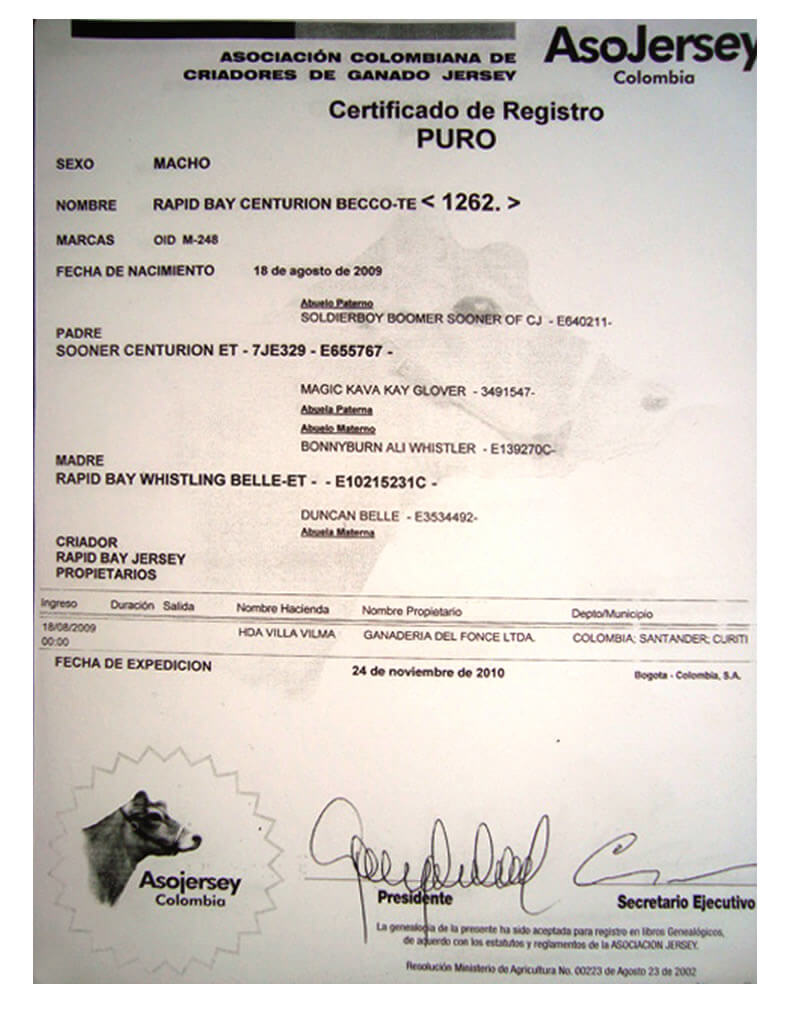 ASOCIACIÓN COLOMBIANA DE
CRIADORES DE GANADO JERSEY
AsoJersey
Colombia
Certificado de Registro
PURO
SEXO MACHO
NOMBRE RAPID BAY CENTURION BECCO-TE < 1262. >
MARCAS OID M-248
FECHA DE NACIMIENTO 18 de agosto de 2009
Abuelo Paterno
SOLDIERBOY BOOMER SOONER OF CJ - E640211-
PADRE
SOONER CENTURION ET - 7JE329 - E655767 -
MAGIC KAVA KAY GLOVER - 3491547-
Abuela Paterna
Abuelo Materno
BONNYBURN ALI WHISTLER - E139270C-
MADRE
RAPID BAY WHISTLING BELLE-ET - - E10215231C -
DUNCAN BELLE - E3534492-
Abuela Materna
CRIADOR
RAPID BAY JERSEY
PROPIETARIOS
Ingreso Duración Salida Nombre Hacienda Nombre Propietario Depto/Municipio
18/08/2009 HDA VILLA VILMA GANADERIA DEL FONCE LTDA. COLOMBIA; SANTANDER; CURITI
00:00
FECHA DE EXPEDICION 24 de noviembre de 2010 Bogota - Colombia, S.A.
Asojersey
Colombia
Presidente
Secretario Ejecutivo
La genealogía de la presente ha sido aceptada para registro en libros Genealógicos,
de acuerdo con los estatutos y reglamentos de la ASOCIACION JERSEY.
Resolución Ministerio de Agricultura No. 00223 de Agosto 23 de 2002